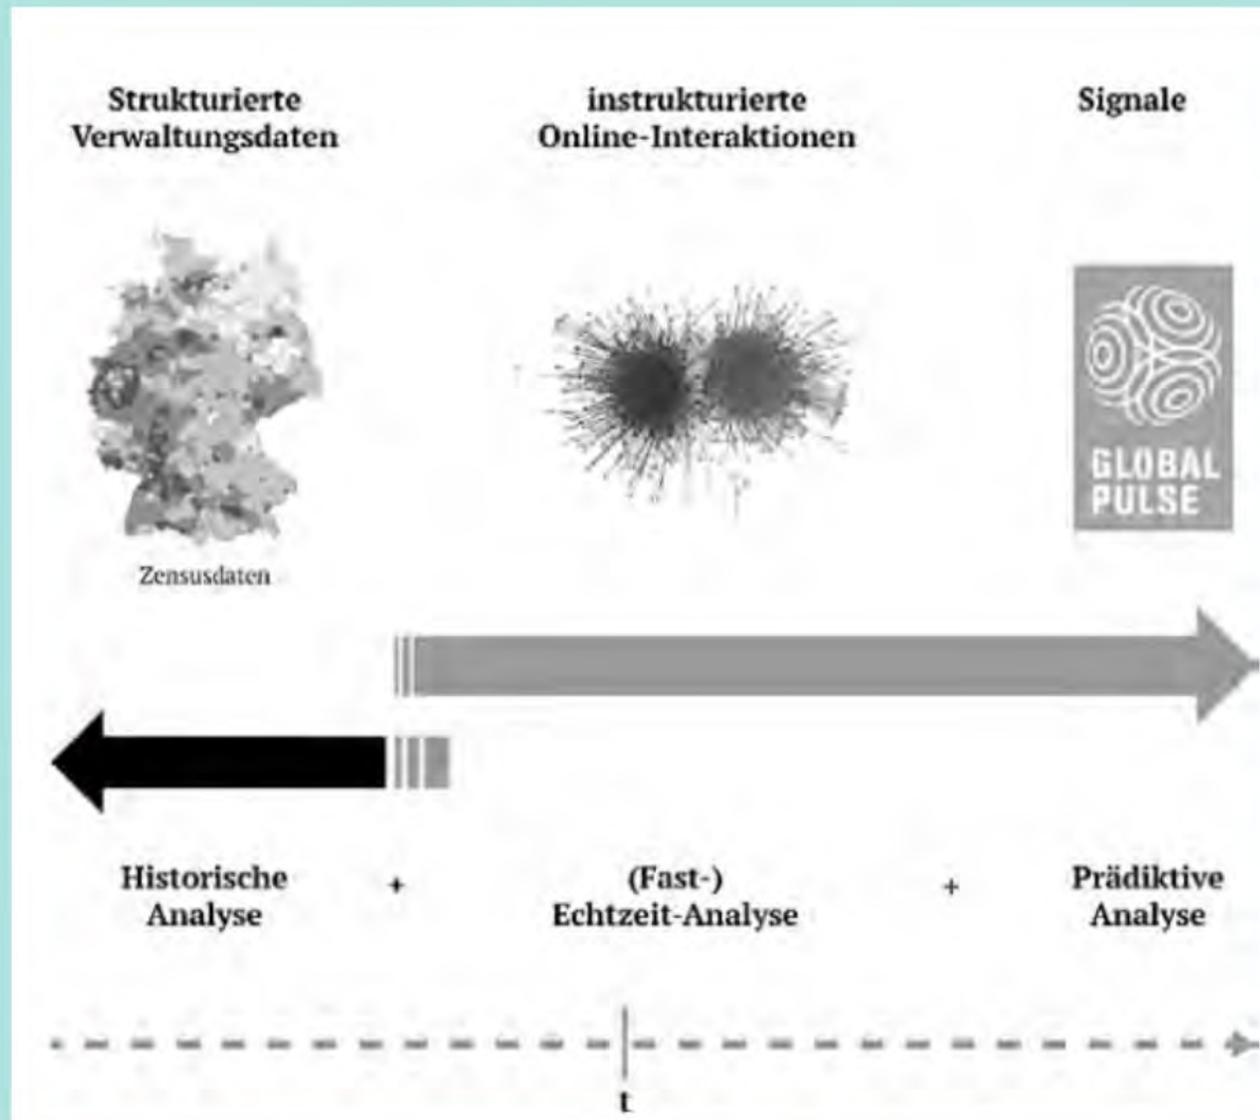 Strukturierte
Verwaltungsdaten
instrukturierte
Online-Interaktionen
Signale
GLOBAL
PULSE
Zensusdaten
Historische
Analyse
+
(Fast-)
Echtzeit-Analyse
+
Prädiktive
Analyse
t